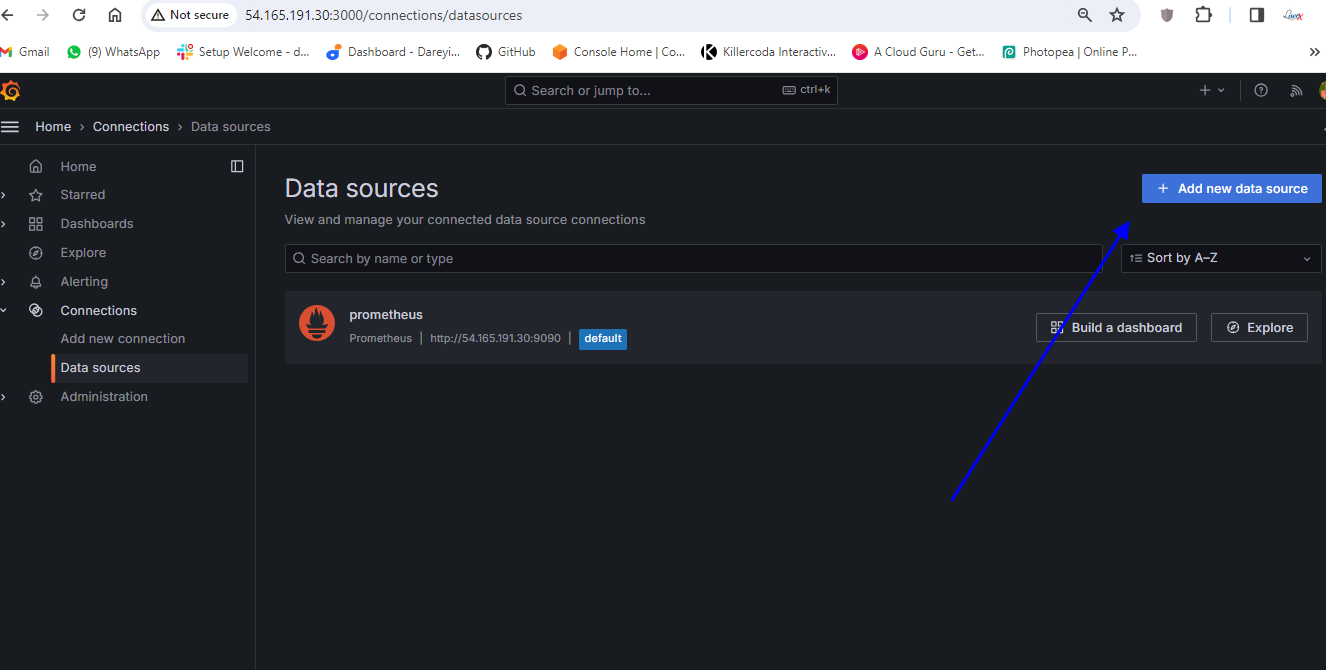 Not secure 54.165.191.30:3000/connections/datasources
Gmail (9) WhatsApp Setup Welcome - d... Dashboard - Dareyi... GitHub Console Home | Co... Killercoda Interactiv... A Cloud Guru - Get... Photopea | Online P...
Search or jump to... ctrl+k
Home › Connections › Data sources
Home
Starred
Dashboards
Explore
Alerting
Connections
Add new connection
Data sources
Administration
Data sources
+ Add new data source
View and manage your connected data source connections
Search by name or type
Sort by A–Z
prometheus
Prometheus | http://54.165.191.30:9090 | default
Build a dashboard
Explore